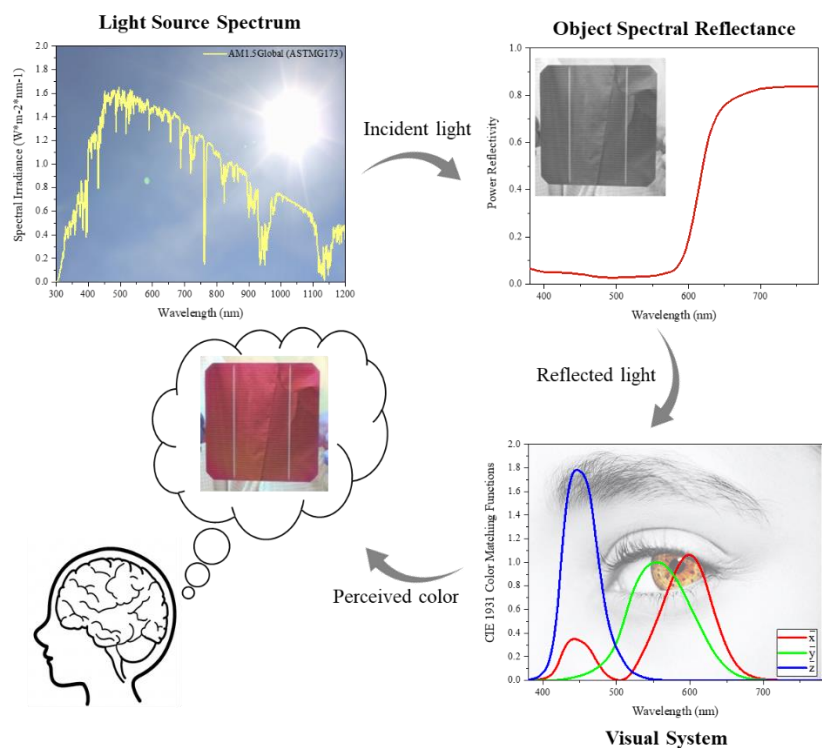 Light Source Spectrum
Object Spectral Reflectance
2.0
1.8
1.6
1.4
1.2
1.0
0.8
0.6
0.4
0.2
0.0
Spectral Irradiance (W*m-2*nm-1)
AM1.5Global (ASTMG173)
300 400 500 600 700 800 900 1000 1100 1200
Wavelength (nm)
Incident light
1.0
0.8
0.6
0.4
0.2
0.0
Power Reflectivity
400 500 600 700
Wavelength (nm)
Reflected light
2.0
1.8
1.6
1.4
1.2
1.0
0.8
0.6
0.4
0.2
0.0
CIE 1931 Color Matching Functions
x̄
ȳ
z̄
400 500 600 700
Wavelength (nm)
Visual System
Perceived color